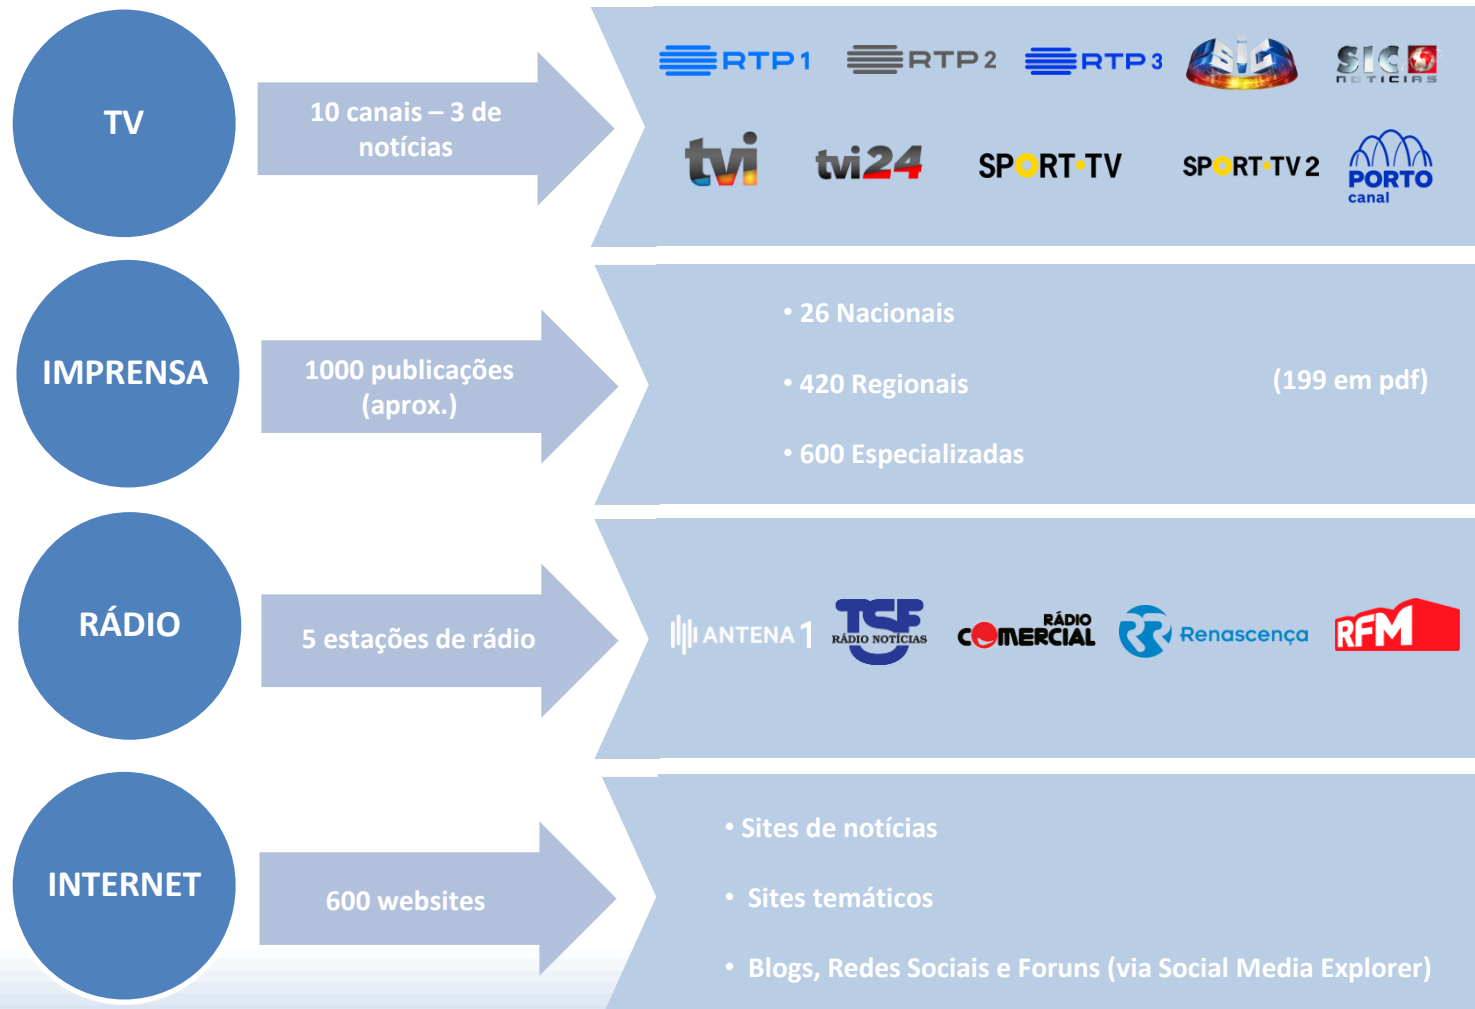 TV
10 canais – 3 de
notícias
RTP1
RTP2
RTP3
SIC
SIC
NOTÍCIAS
tvi
tvi24
SPORT•TV
SPORT•TV2
PORTO
canal
IMPRENSA
1000 publicações
(aprox.)
• 26 Nacionais
• 420 Regionais
(199 em pdf)
• 600 Especializadas
RÁDIO
5 estações de rádio
ANTENA 1
TSF
RÁDIO NOTÍCIAS
RÁDIO
COMERCIAL
Renascença
RFM
INTERNET
600 websites
• Sites de notícias
• Sites temáticos
• Blogs, Redes Sociais e Foruns (via Social Media Explorer)